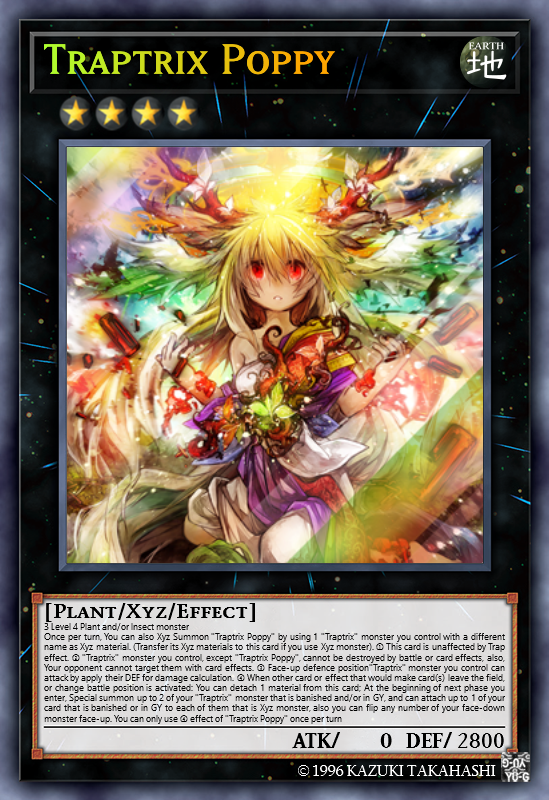 Traptrix Poppy
EARTH
地
[Plant/Xyz/Effect]
3 Level 4 Plant and/or Insect monster
Once per turn, You can also Xyz Summon "Traptrix Poppy" by using 1 "Traptrix" monster you control with a different
name as Xyz material. (Transfer its Xyz materials to this card if you use Xyz monster). ① This card is unaffected by Trap
effect. ② "Traptrix" monster you control, except "Traptrix Poppy", cannot be destroyed by battle or card effects, also,
Your opponent cannot target them with card effects. ③ Face-up defence position"Traptrix" monster you control can
attack by apply their DEF for damage calculation. ④ When other card or effect that would make card(s) leave the field,
or change battle position is activated: You can detach 1 material from this card; At the beginning of next phase you
enter, Special summon up to 2 of your "Traptrix" monster that is banished and/or in GY, and can attach up to 1 of your
card that is banished or in GY to each of them that is Xyz monster, also you can flip any number of your face-down
monster face-up. You can only use ④ effect of "Traptrix Poppy" once per turn
ATK/ 0 DEF/ 2800
©1996 KAZUKI TAKAHASHI